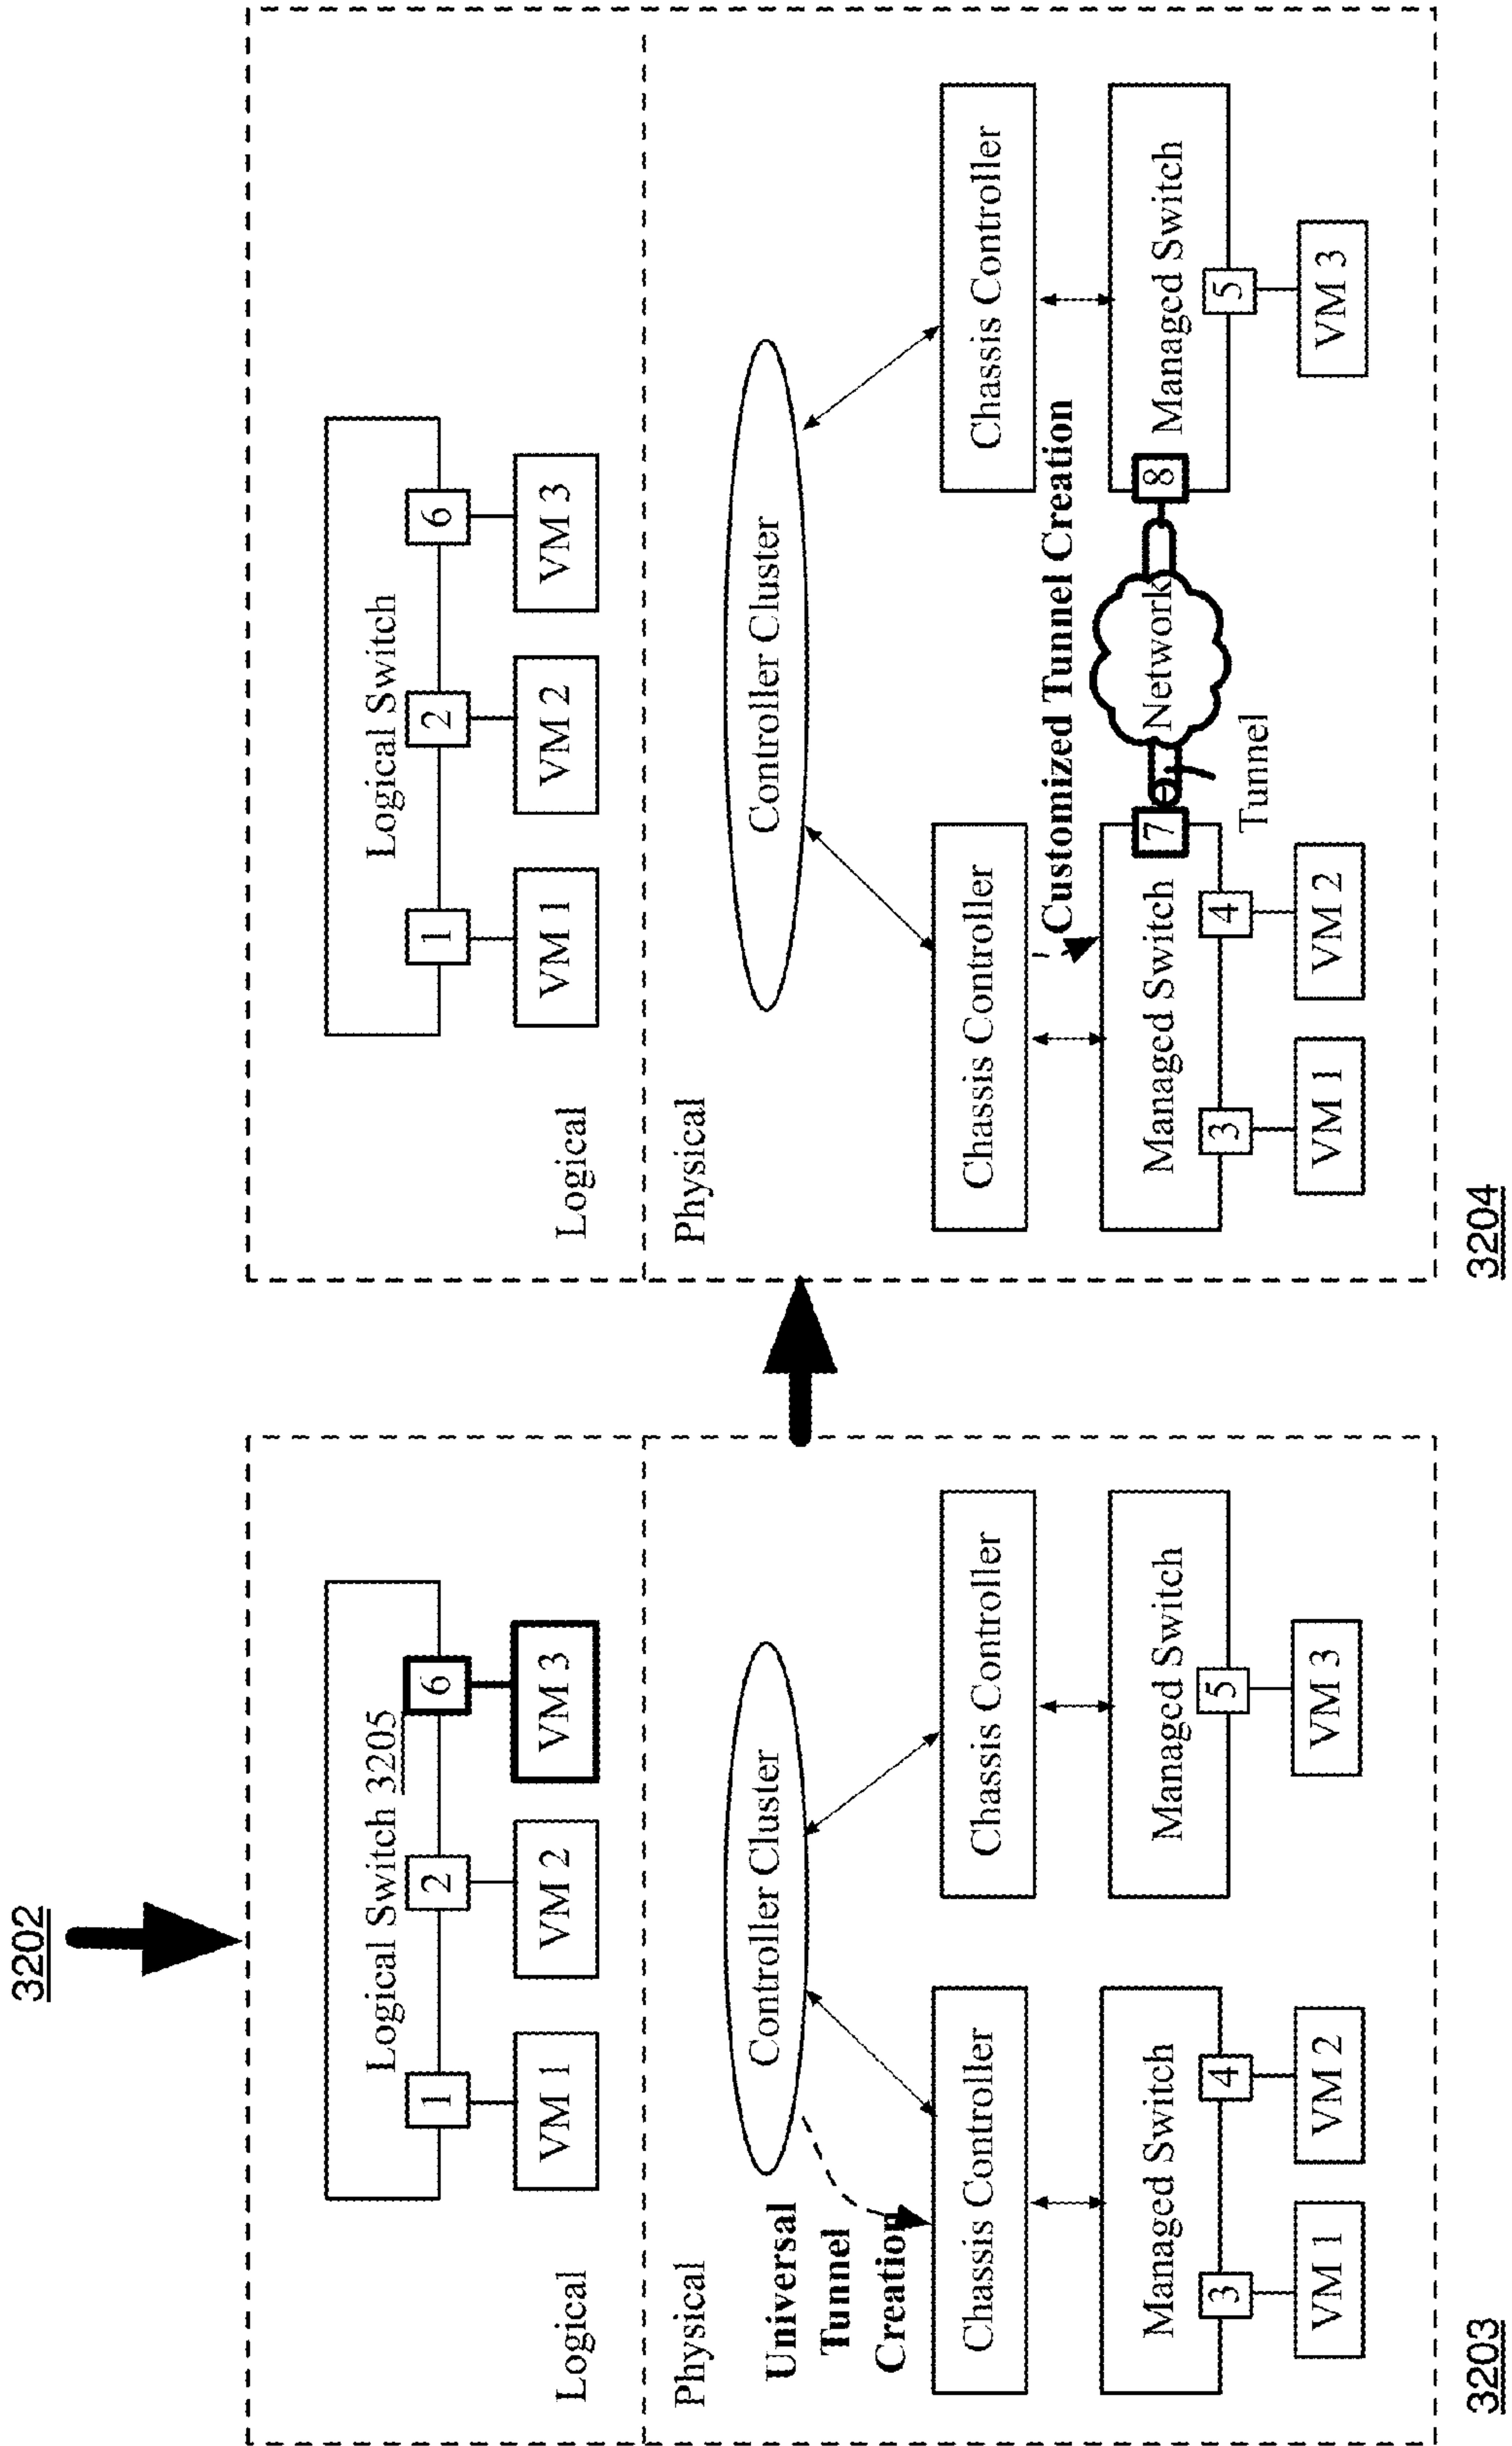 3202
Logical Switch 3205
1
2
6
VM 1
VM 2
VM 3
Logical
Physical
Controller Cluster
Universal
Tunnel
Creation
Chassis Controller
Chassis Controller
Managed Switch
Managed Switch
3
4
5
VM 1
VM 2
VM 3
3203
Logical Switch
1
2
6
VM 1
VM 2
VM 3
Logical
Physical
Controller Cluster
Chassis Controller
Chassis Controller
Customized Tunnel Creation
Managed Switch
7
Network
8
Managed Switch
Tunnel
3
4
5
VM 1
VM 2
VM 3
3204